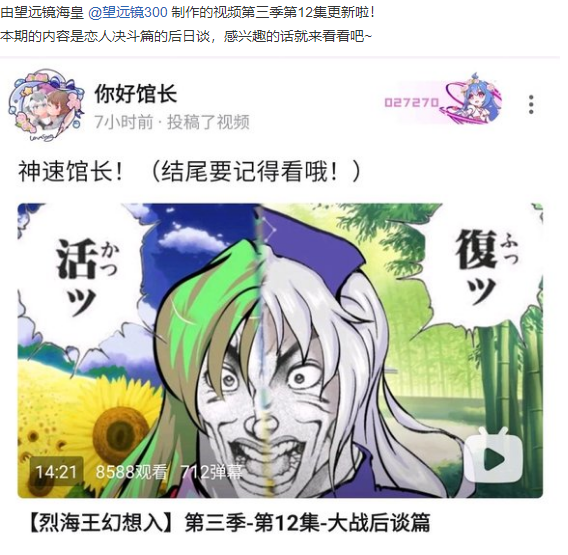 由望远镜海皇 @望远镜300 制作的视频第三季第12集更新啦！
本期的内容是恋人决斗篇的后日谈，感兴趣的话就来看看吧~
你好馆长
027270
7小时前 · 投稿了视频
神速馆长！（结尾要记得看哦！）
復ッ
ふっ
活ッ
かつ
14:21 8588观看 712弹幕
【烈海王幻想入】第三季-第12集-大战后谈篇